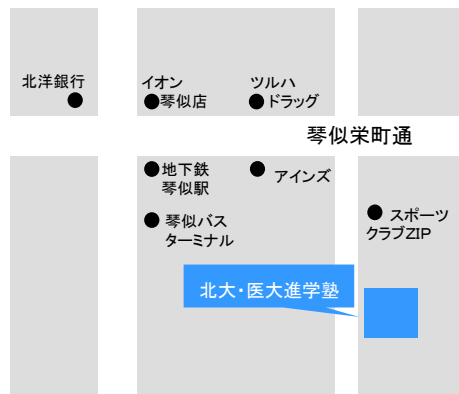 北洋銀行
イオン
琴似店
ツルハ
ドラッグ
琴似栄町通
地下鉄
琴似駅
アインズ
琴似バス
ターミナル
スポーツ
クラブZIP
北大・医大進学塾